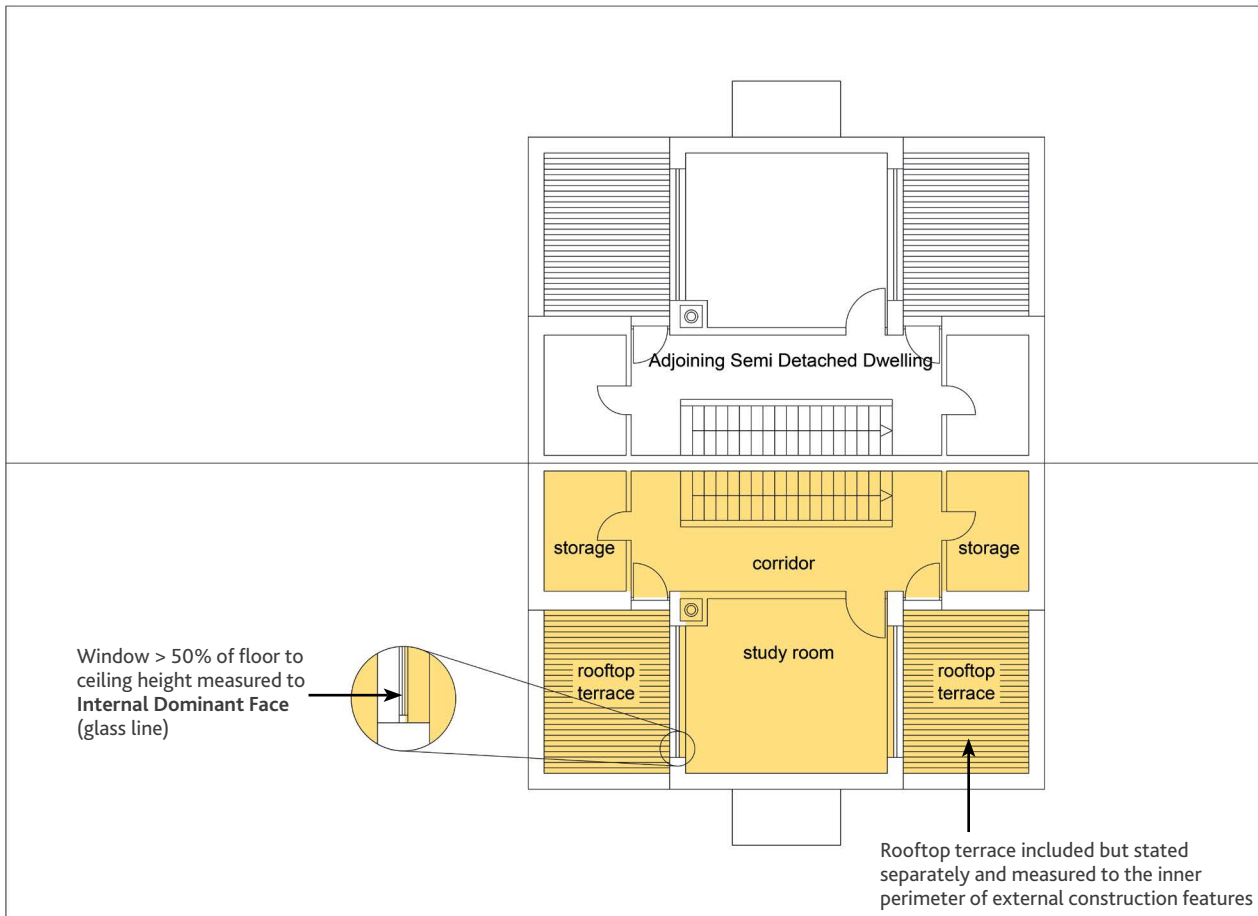 Adjoining Semi Detached Dwelling
storage
corridor
storage
study room
rooftop
terrace
rooftop
terrace
Window > 50% of floor to
ceiling height measured to
Internal Dominant Face
(glass line)
Rooftop terrace included but stated
separately and measured to the inner
perimeter of external construction features